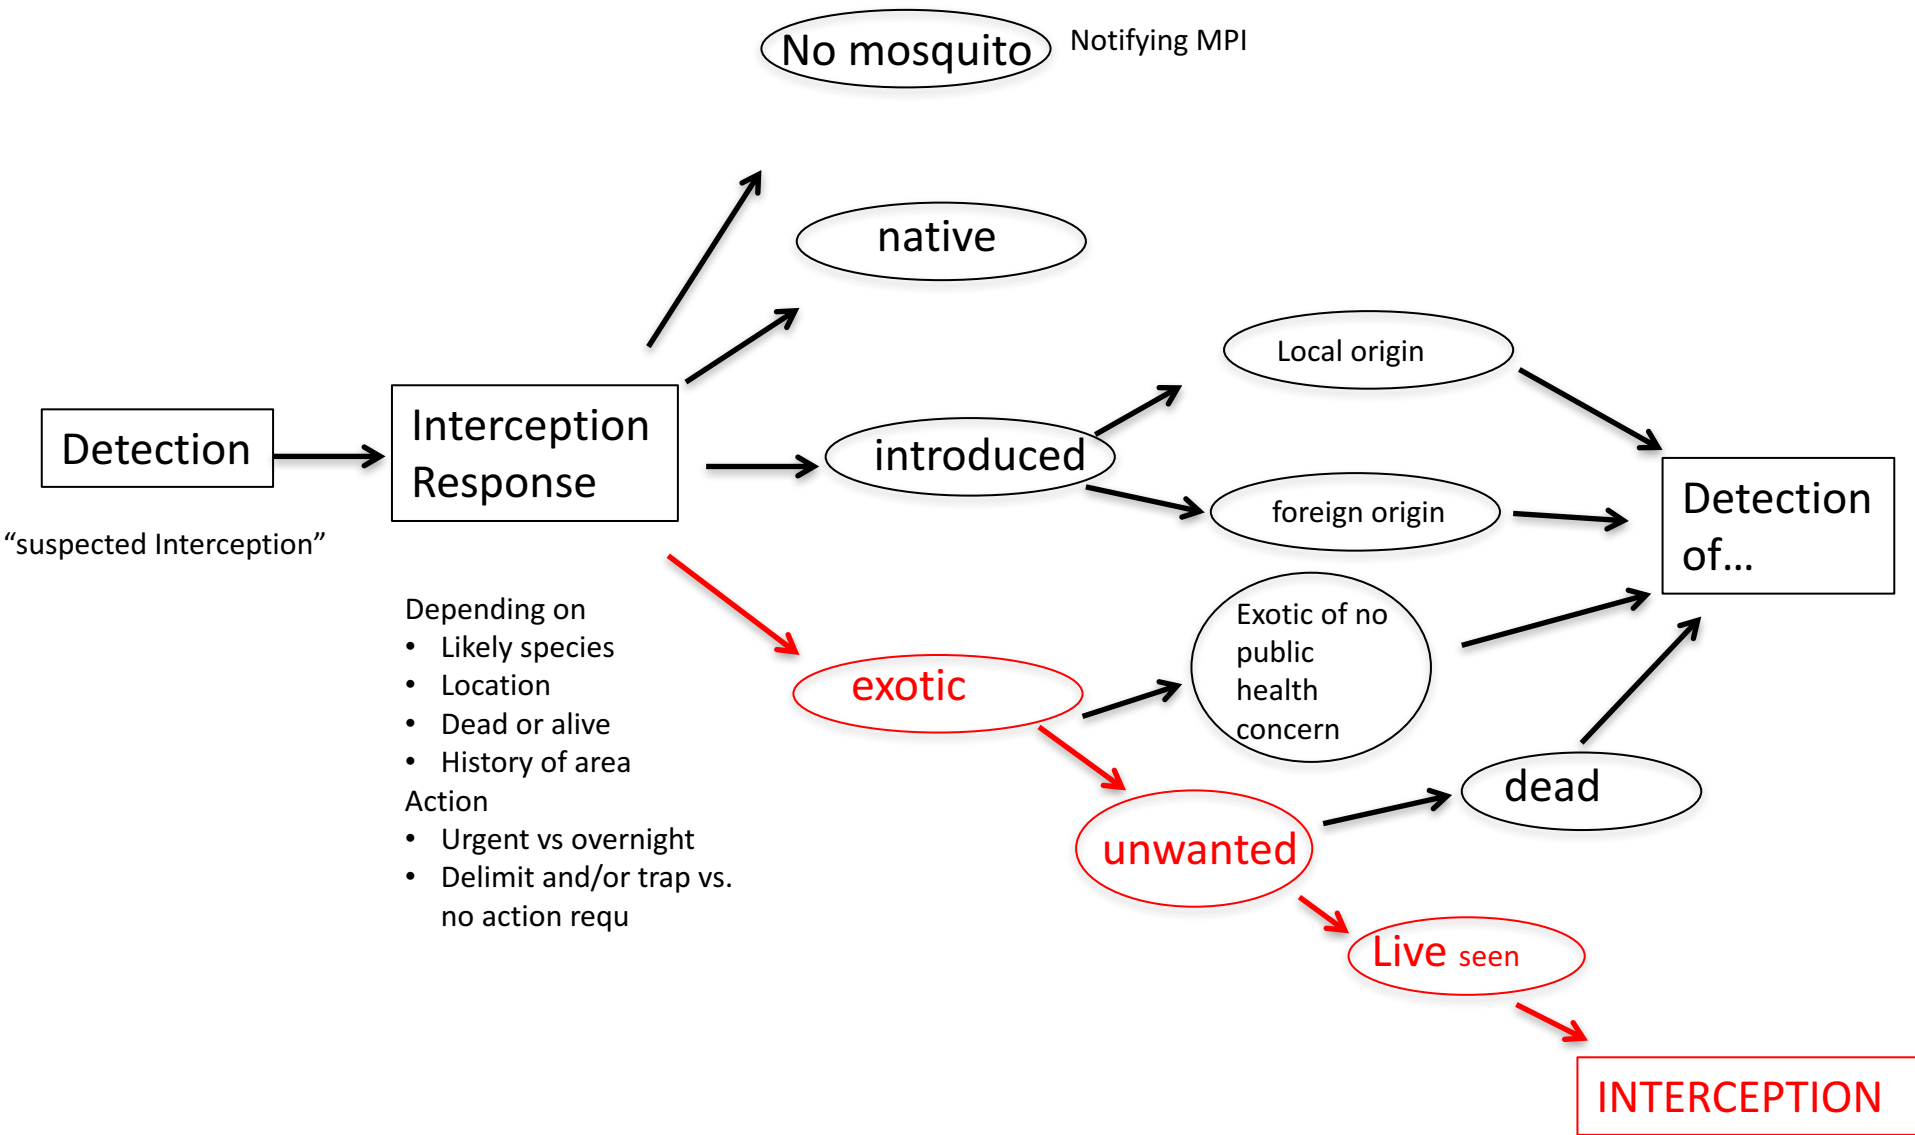 No mosquito
Notifying MPI
native
Local origin
Detection
"suspected Interception"
Interception
Response
introduced
foreign origin
Detection
of...
Depending on
• Likely species
• Location
• Dead or alive
• History of area
Action
• Urgent vs overnight
• Delimit and/or trap vs.
no action requ
exotic
Exotic of no
public
health
concern
unwanted
dead
Live seen
INTERCEPTION